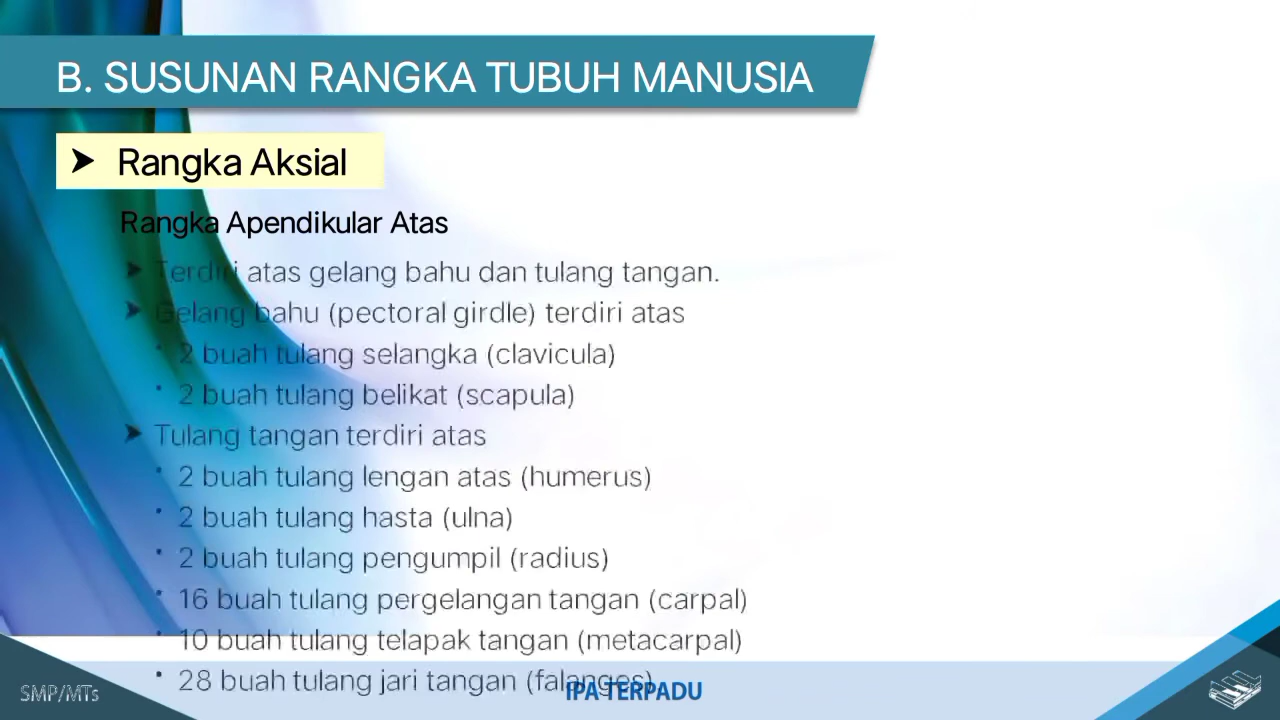 B. SUSUNAN RANGKA TUBUH MANUSIA
➤ Rangka Aksial
Rangka Apendikular Atas
➤ Terdiri atas gelang bahu dan tulang tangan.
➤ Gelang bahu (pectoral girdle) terdiri atas
• 2 buah tulang selangka (clavicula)
• 2 buah tulang belikat (scapula)
➤ Tulang tangan terdiri atas
• 2 buah tulang lengan atas (humerus)
• 2 buah tulang hasta (ulna)
• 2 buah tulang pengumpil (radius)
• 16 buah tulang pergelangan tangan (carpal)
• 10 buah tulang telapak tangan (metacarpal)
• 28 buah tulang jari tangan (falanges)
SMP/MTs
IPA TERPADU